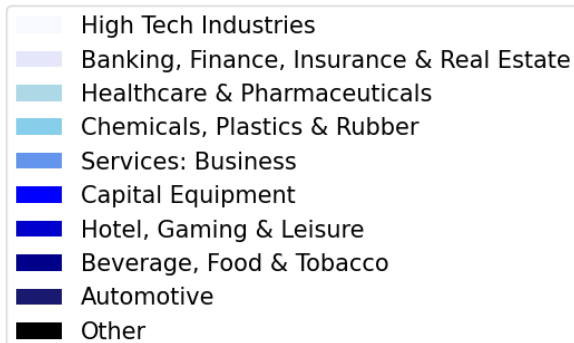 High Tech Industries
Banking, Finance, Insurance & Real Estate
Healthcare & Pharmaceuticals
Chemicals, Plastics & Rubber
Services: Business
Capital Equipment
Hotel, Gaming & Leisure
Beverage, Food & Tobacco
Automotive
Other